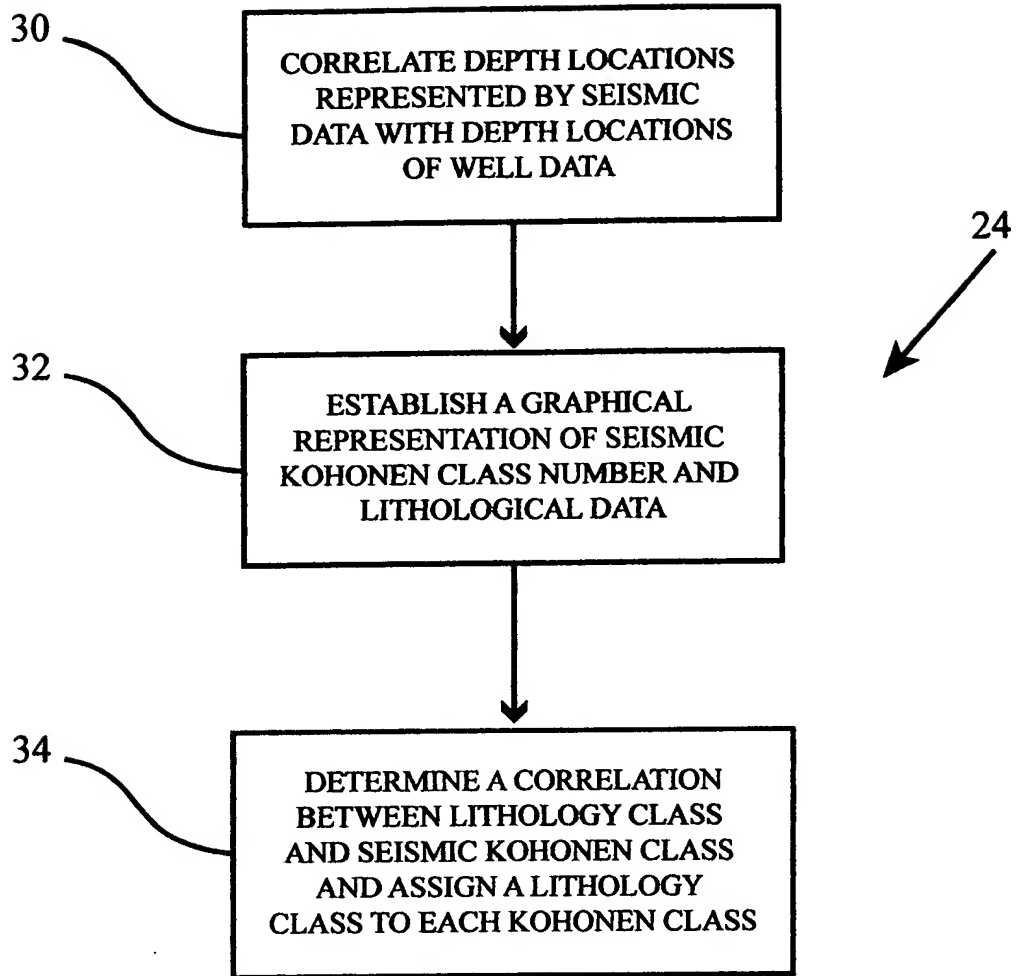 30
CORRELATE DEPTH LOCATIONS
REPRESENTED BY SEISMIC
DATA WITH DEPTH LOCATIONS
OF WELL DATA
24
32
ESTABLISH A GRAPHICAL
REPRESENTATION OF SEISMIC
KOHONEN CLASS NUMBER AND
LITHOLOGICAL DATA
34
DETERMINE A CORRELATION
BETWEEN LITHOLOGY CLASS
AND SEISMIC KOHONEN CLASS
AND ASSIGN A LITHOLOGY
CLASS TO EACH KOHONEN CLASS